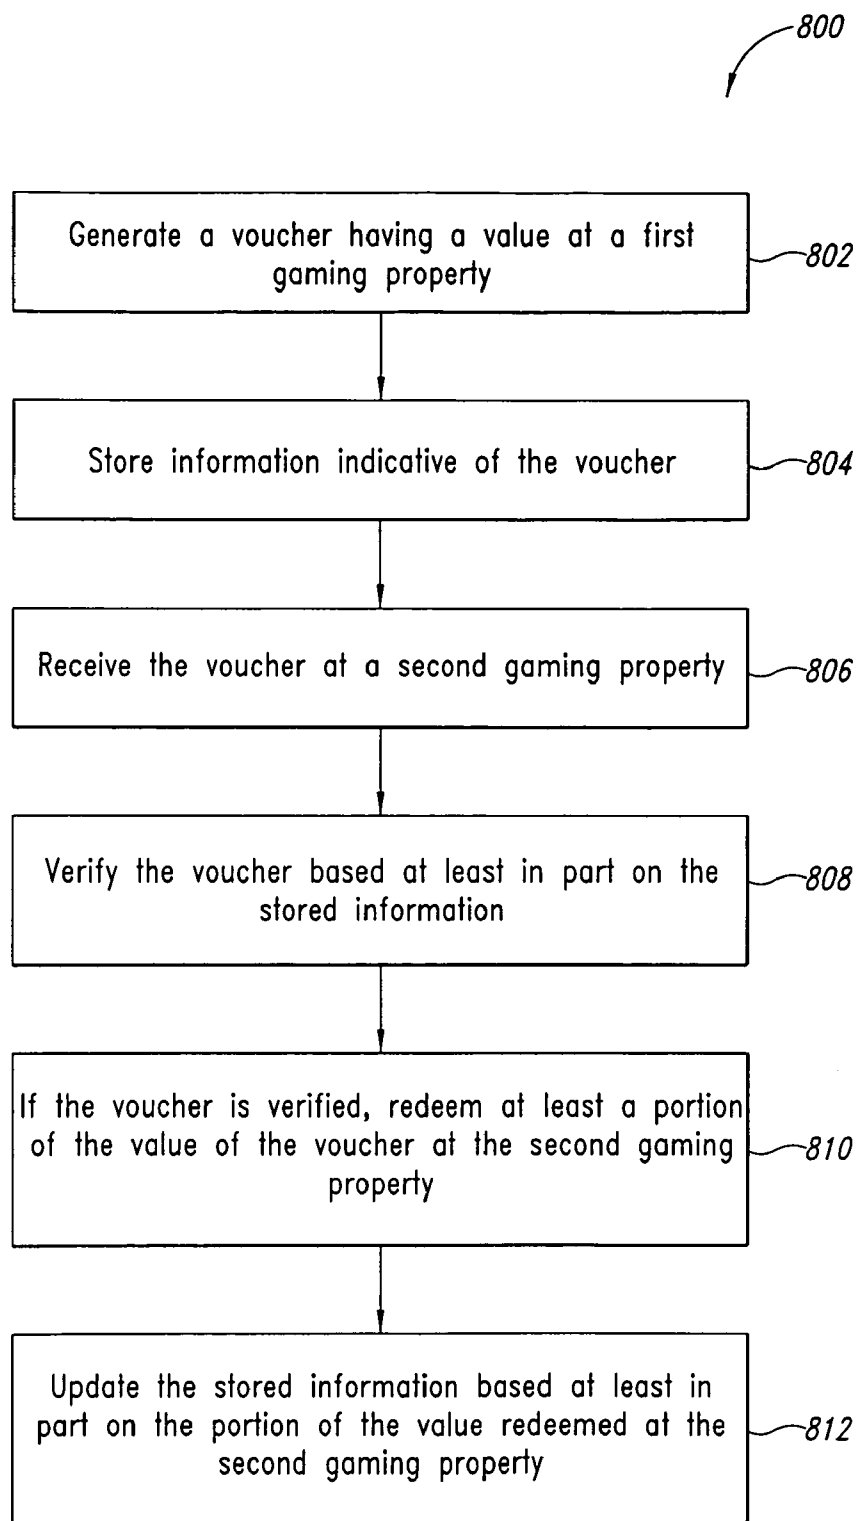 800
Generate a voucher having a value at a first
gaming property
802
Store information indicative of the voucher
804
Receive the voucher at a second gaming property
806
Verify the voucher based at least in part on the
stored information
808
If the voucher is verified, redeem at least a portion
of the value of the voucher at the second gaming
property
810
Update the stored information based at least in
part on the portion of the value redeemed at the
second gaming property
812